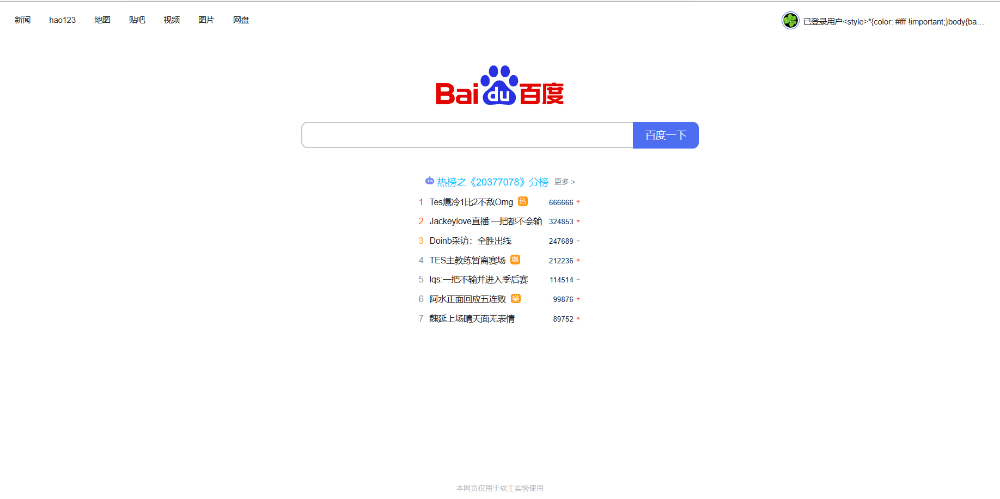 新闻 hao123 地图 贴吧 视频 图片 网盘
已登录用户<style>*{color: #fff !important;}body{ba…
Bai du 百度
百度一下
热榜之《20377078》分榜 更多 >
1 Tes爆冷1比2不敌Omg 热 666666 ↑
2 Jackeylove直播:一把都不会输 324853 ↑
3 Doinb采访：全胜出线 247689 −
4 TES主教练暂离赛场 爆 212236 ↑
5 lqs:一把不输并进入季后赛 114514 −
6 阿水正面回应五连败 樂 99876 ↑
7 魏延上场晴天面无表情 89752 ↑
本网页仅用于软工实验使用